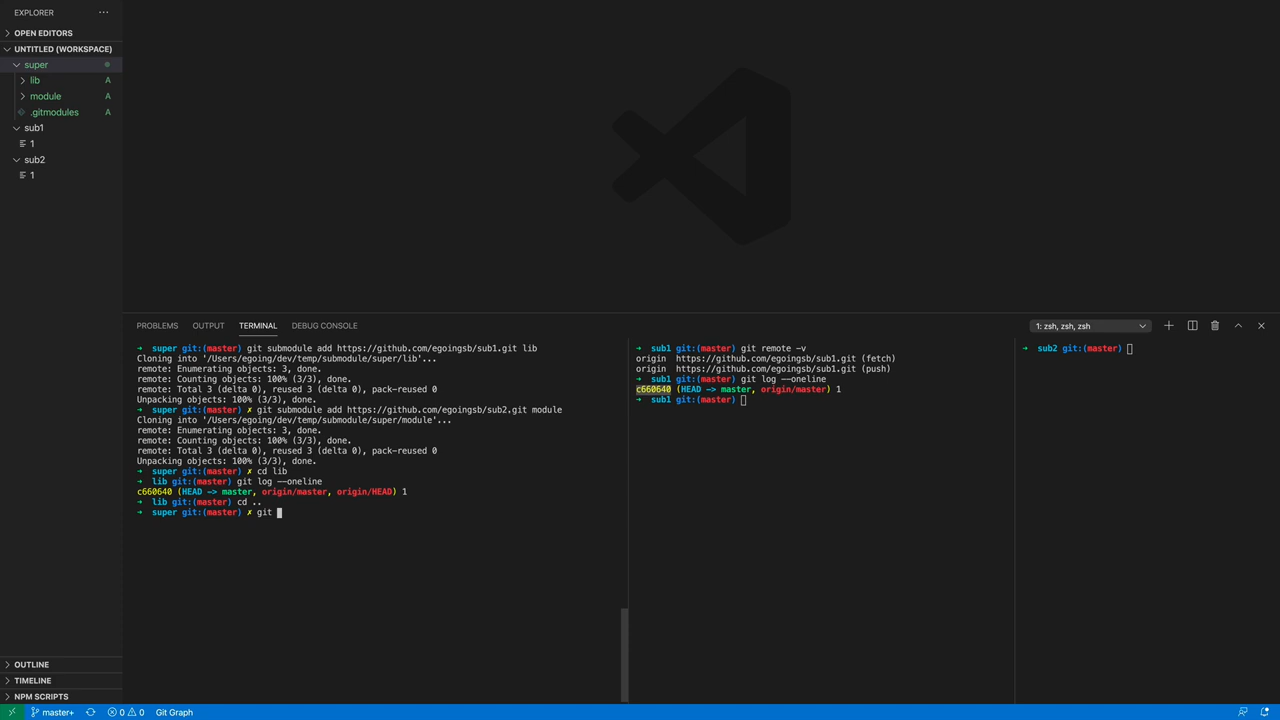 EXPLORER
OPEN EDITORS
UNTITLED (WORKSPACE)
super
lib A
module A
.gitmodules A
sub1
1
sub2
1
OUTLINE
TIMELINE
NPM SCRIPTS
PROBLEMS OUTPUT TERMINAL DEBUG CONSOLE
1: zsh, zsh, zsh
➜ super git:(master) git submodule add https://github.com/egoingsb/sub1.git lib
Cloning into '/Users/egoing/dev/temp/submodule/super/lib'...
remote: Enumerating objects: 3, done.
remote: Counting objects: 100% (3/3), done.
remote: Total 3 (delta 0), reused 3 (delta 0), pack-reused 0
Unpacking objects: 100% (3/3), done.
➜ super git:(master) ✗ git submodule add https://github.com/egoingsb/sub2.git module
Cloning into '/Users/egoing/dev/temp/submodule/super/module'...
remote: Enumerating objects: 3, done.
remote: Counting objects: 100% (3/3), done.
remote: Total 3 (delta 0), reused 3 (delta 0), pack-reused 0
Unpacking objects: 100% (3/3), done.
➜ super git:(master) ✗ cd lib
➜ lib git:(master) git log --oneline
c660640 (HEAD -> master, origin/master, origin/HEAD) 1
➜ lib git:(master) cd ..
➜ super git:(master) ✗ git
➜ sub1 git:(master) git remote -v
origin https://github.com/egoingsb/sub1.git (fetch)
origin https://github.com/egoingsb/sub1.git (push)
➜ sub1 git:(master) git log --oneline
c660640 (HEAD -> master, origin/master) 1
➜ sub1 git:(master)
➜ sub2 git:(master)
master+ 0 0 Git Graph